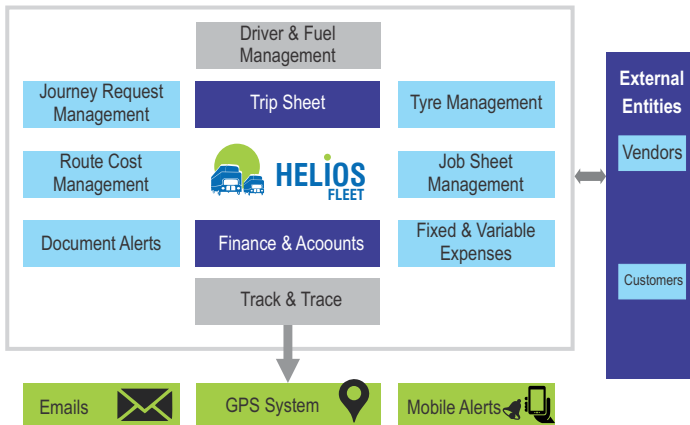 Driver & Fuel
Management
Journey Request
Management
Trip Sheet
Tyre Management
Route Cost
Management
HELIOS
FLEET
Job Sheet
Management
Document Alerts
Finance & Acoounts
Fixed & Variable
Expenses
Track & Trace
External
Entities
Vendors
Customers
Emails
GPS System
Mobile Alerts